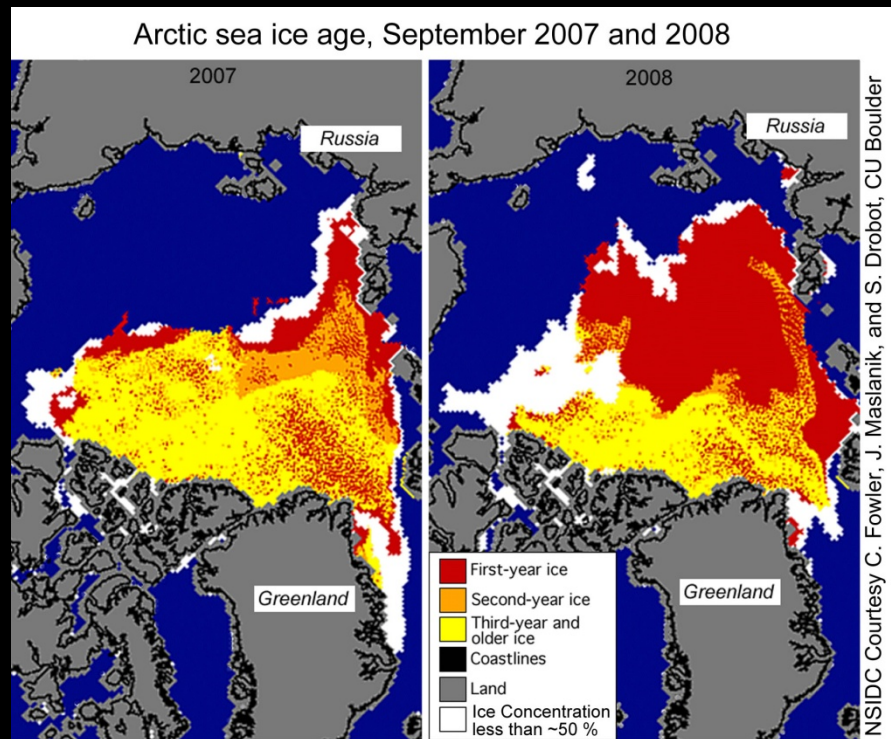 Arctic sea ice age, September 2007 and 2008
2007
Russia
Greenland
2008
Russia
Greenland
First-year ice
Second-year ice
Third-year and
older ice
Coastlines
Land
Ice Concentration
less than ~50 %
NSIDC Courtesy C. Fowler, J. Maslanik, and S. Drobot, CU Boulder